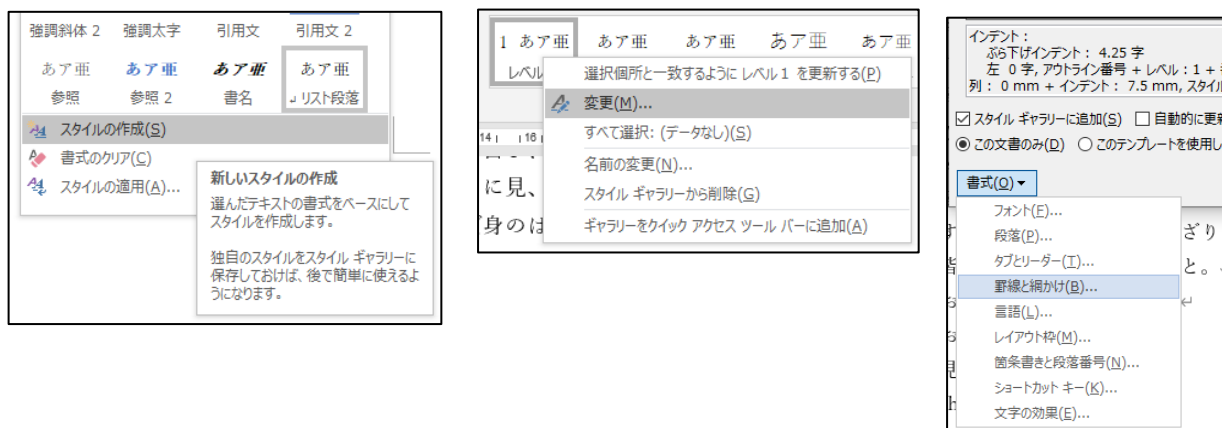 強調斜体 2 強調太字 引用文 引用文 2
あア亜 あア亜 あア亜 あア亜
参照 参照 2 書名 ↲ リスト段落
スタイルの作成(S)
書式のクリア(C)
スタイルの適用(A)...
新しいスタイルの作成
選んだテキストの書式をベースにして
スタイルを作成します。
独自のスタイルをスタイル ギャラリーに
保存しておけば、後で簡単に使えるよ
うになります。
1 あア亜 あア亜 あア亜 あア亜 あア亜
レベル
選択個所と一致するように レベル 1 を更新する(P)
変更(M)...
すべて選択: (データなし)(S)
名前の変更(N)...
スタイル ギャラリーから削除(G)
ギャラリーをクイック アクセス ツール バーに追加(A)
14 16
に見、
身のは
インデント :
ぶら下げインデント : 4.25 字
左 0 字, アウトライン番号 + レベル : 1 +
列 : 0 mm + インデント : 7.5 mm, スタイル
スタイル ギャラリーに追加(S) 自動的に更新
この文書のみ(D) このテンプレートを使用し
書式(O)
フォント(F)...
段落(P)...
タブとリーダー(T)...
罫線と網かけ(B)...
言語(L)...
レイアウト枠(M)...
箇条書きと段落番号(N)...
ショートカット キー(K)...
文字の効果(E)...
ざり
と。